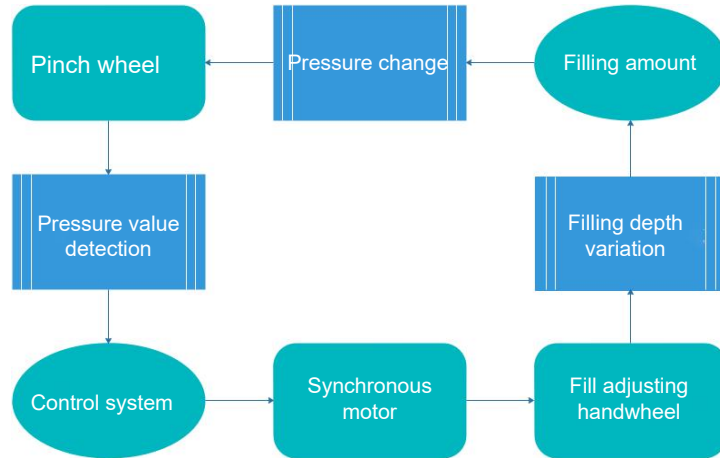 Pinch wheel
Pressure change
Filling amount
Pressure value
detection
Filling depth
variation
Control system
Synchronous
motor
Fill adjusting
handwheel